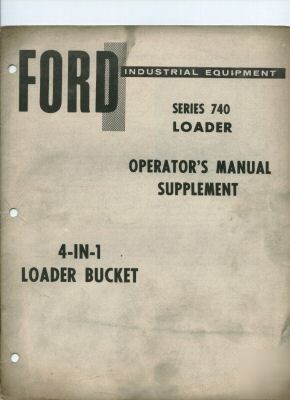 FORD
INDUSTRIAL EQUIPMENT
SERIES 740
LOADER
OPERATOR'S MANUAL
SUPPLEMENT
4-IN-1
LOADER BUCKET